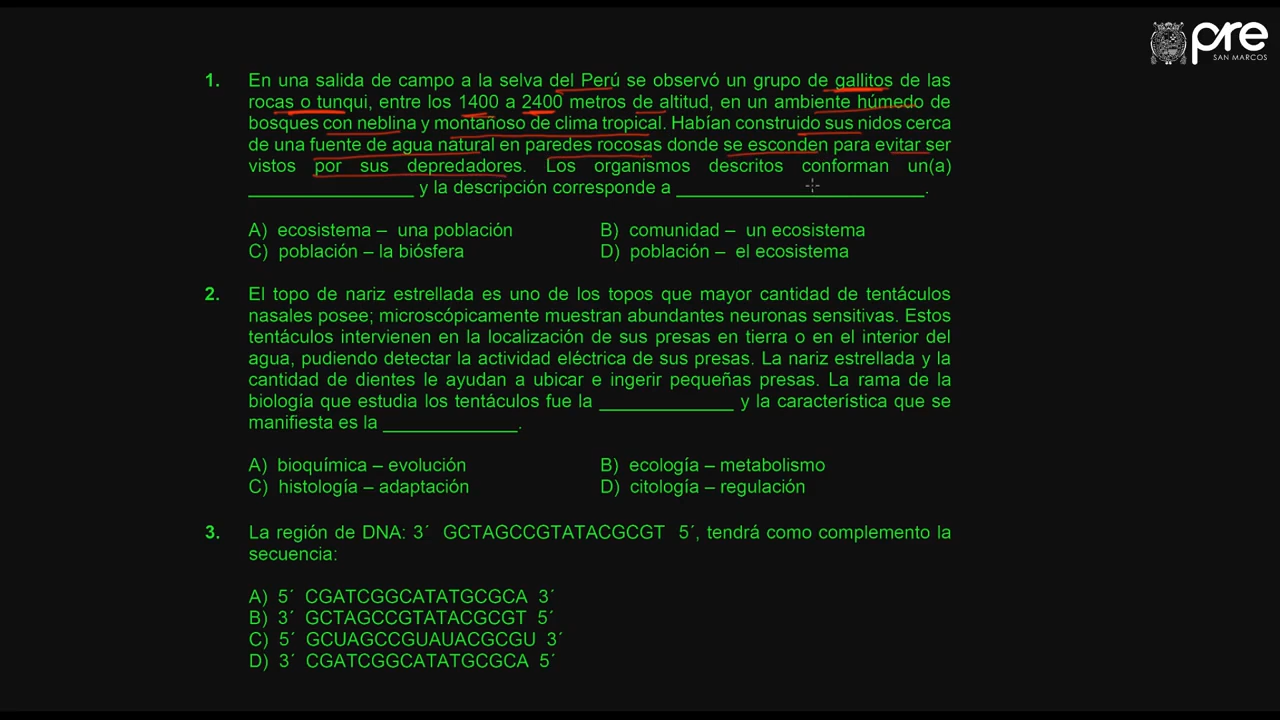 pre
SAN MARCOS
1. En una salida de campo a la selva del Perú se observó un grupo de gallitos de las
rocas o tunqui, entre los 1400 a 2400 metros de altitud, en un ambiente húmedo de
bosques con neblina y montañoso de clima tropical. Habían construido sus nidos cerca
de una fuente de agua natural en paredes rocosas donde se esconden para evitar ser
vistos por sus depredadores. Los organismos descritos conforman un(a)
________________ y la descripción corresponde a ________________________.
A) ecosistema – una población
B) comunidad – un ecosistema
C) población – la biósfera
D) población – el ecosistema
2. El topo de nariz estrellada es uno de los topos que mayor cantidad de tentáculos
nasales posee; microscópicamente muestran abundantes neuronas sensitivas. Estos
tentáculos intervienen en la localización de sus presas en tierra o en el interior del
agua, pudiendo detectar la actividad eléctrica de sus presas. La nariz estrellada y la
cantidad de dientes le ayudan a ubicar e ingerir pequeñas presas. La rama de la
biología que estudia los tentáculos fue la _____________ y la característica que se
manifiesta es la _____________.
A) bioquímica – evolución
B) ecología – metabolismo
C) histología – adaptación
D) citología – regulación
3. La región de DNA: 3´ GCTAGCCGTATACGCGT 5´, tendrá como complemento la
secuencia:
A) 5´ CGATCGGCATATGCGCA 3´
B) 3´ GCTAGCCGTATACGCGT 5´
C) 5´ GCUAGCCGUAUACGCGU 3´
D) 3´ CGATCGGCATATGCGCA 5´